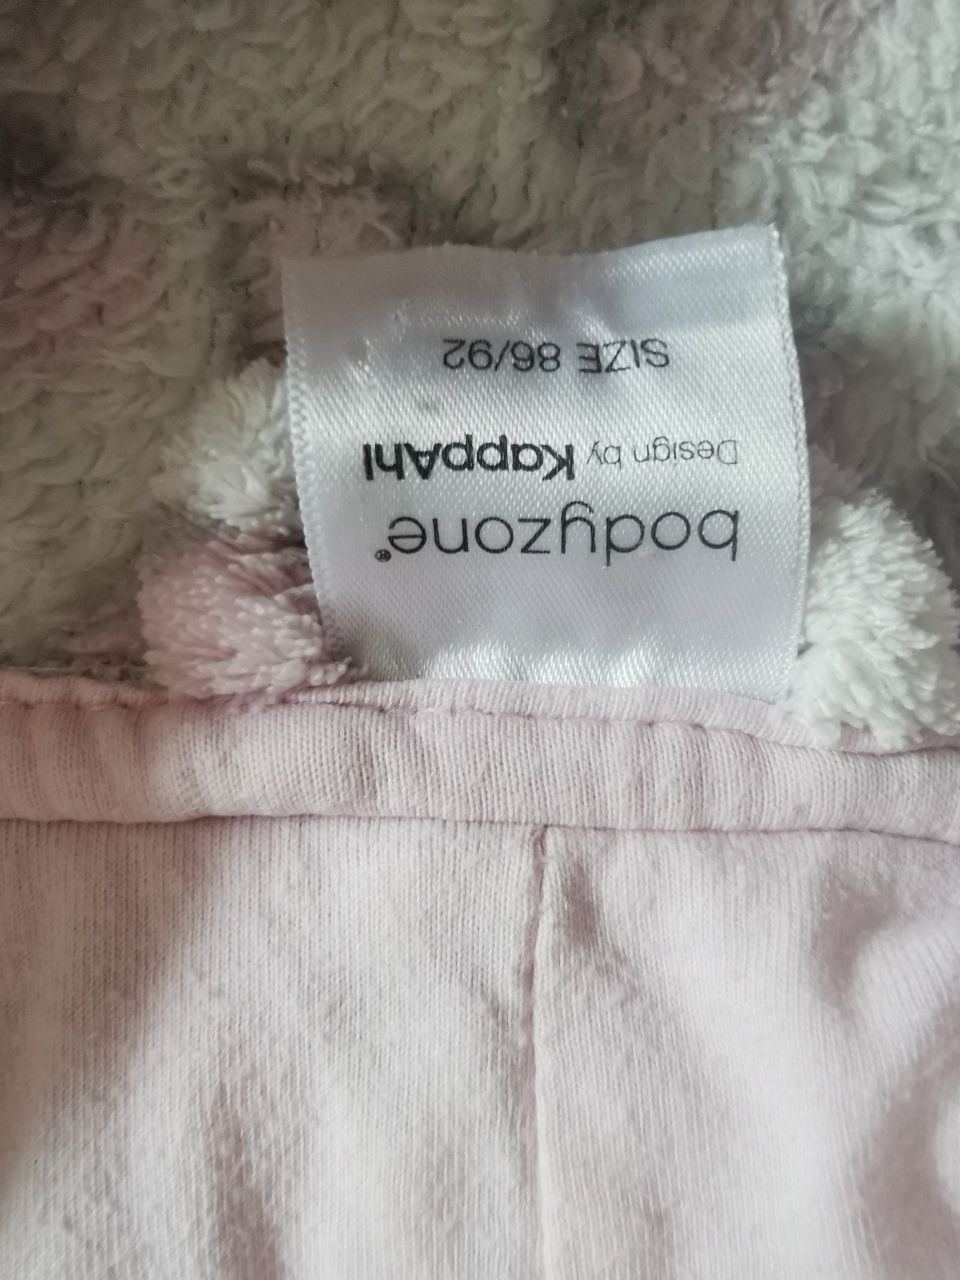 bodyzone®
Design by KappAhl
SIZE 86/92